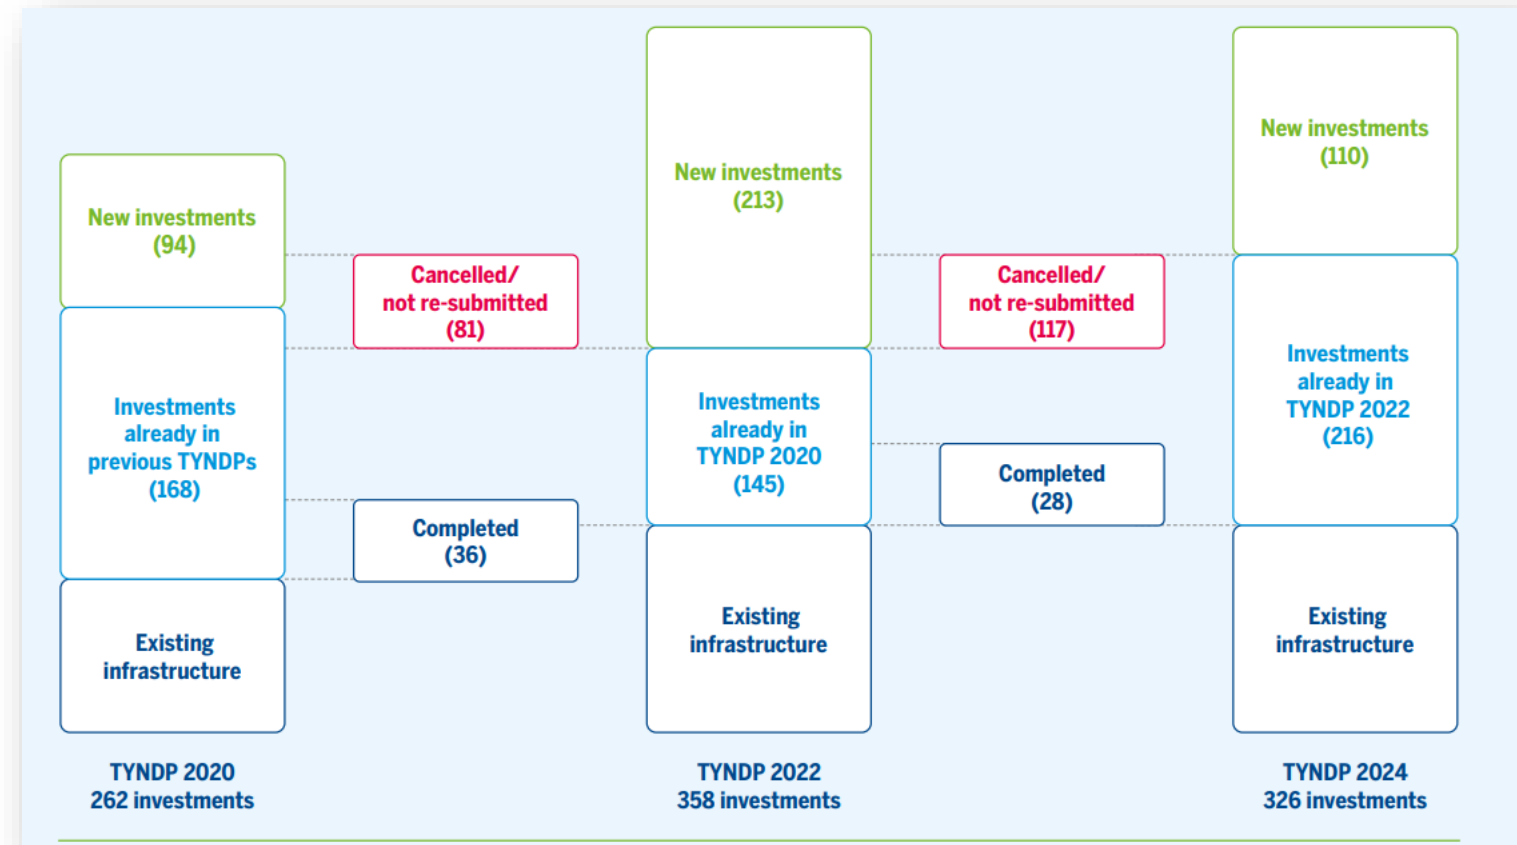 New investments
(94)
Investments
already in
previous TYNDPs
(168)
Existing
infrastructure
TYNDP 2020
262 investments
Cancelled/
not re-submitted
(81)
Completed
(36)
New investments
(213)
Investments
already in
TYNDP 2020
(145)
Existing
infrastructure
TYNDP 2022
358 investments
Cancelled/
not re-submitted
(117)
Completed
(28)
New investments
(110)
Investments
already in
TYNDP 2022
(216)
Existing
infrastructure
TYNDP 2024
326 investments